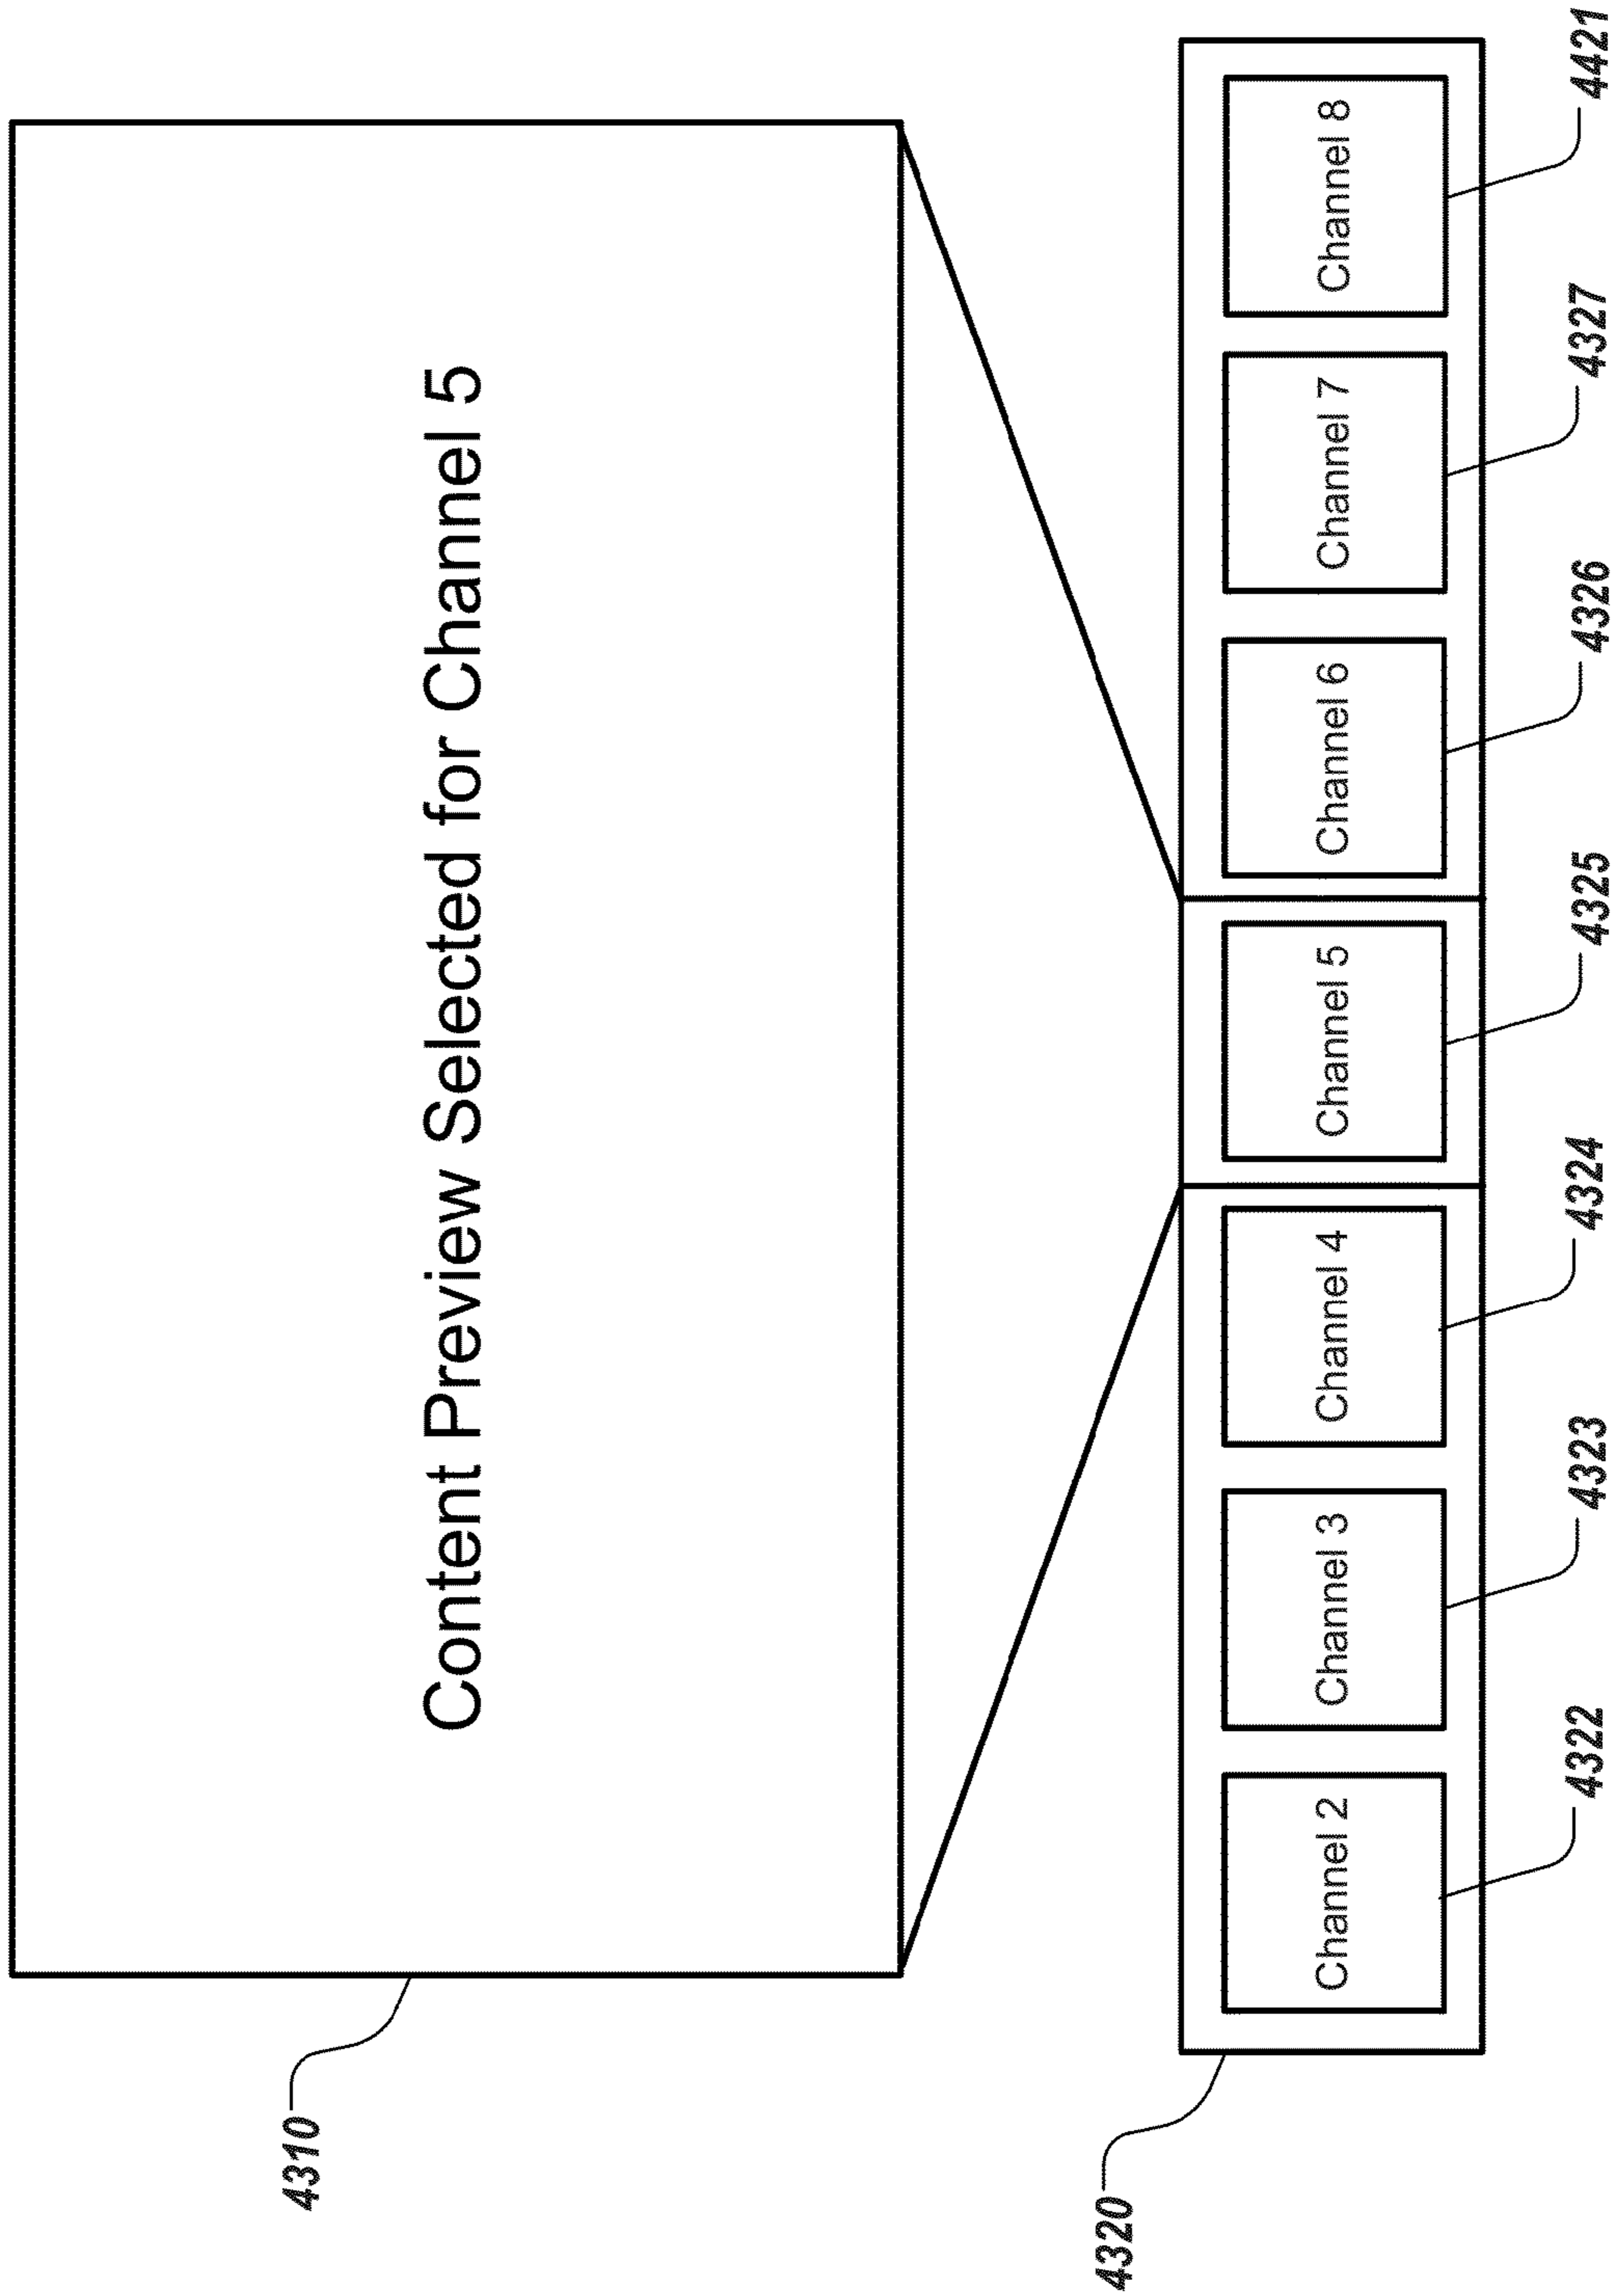 Content Preview Selected for Channel 5
4310
4320
Channel 2
Channel 3
Channel 4
Channel 5
Channel 6
Channel 7
Channel 8
4322
4323
4324
4325
4326
4327
4421